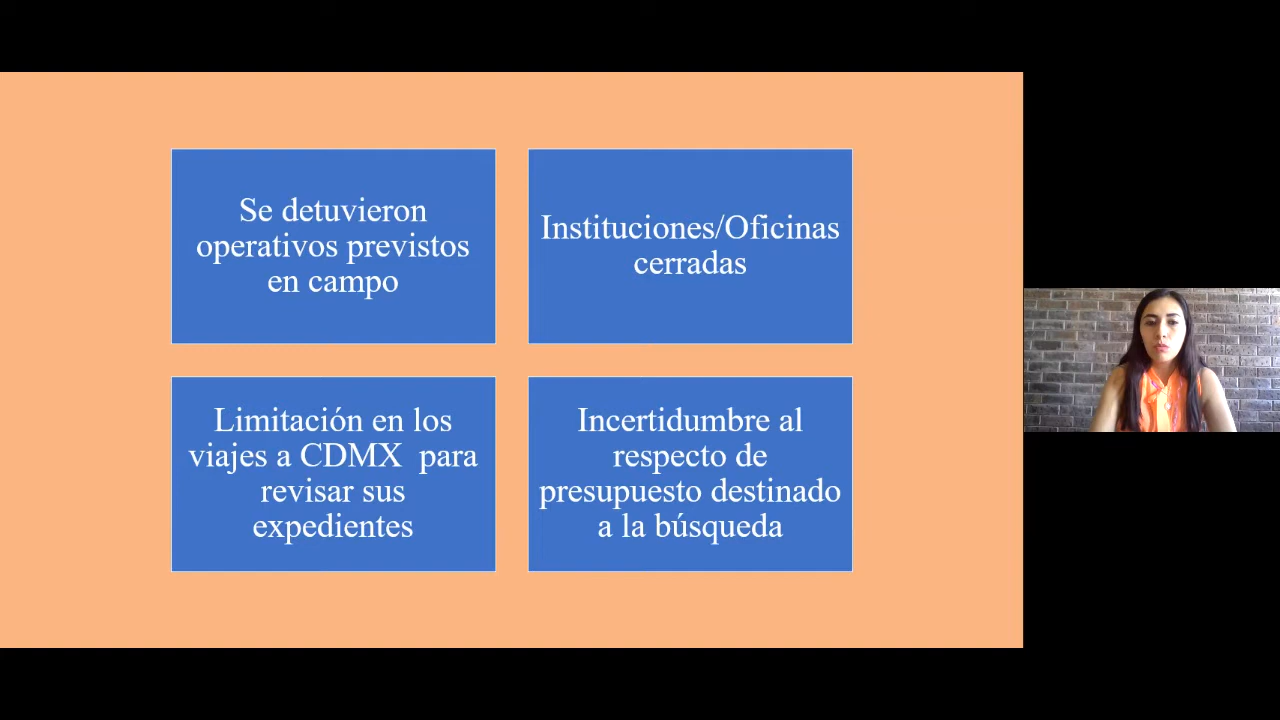 Se detuvieron
operativos previstos
en campo
Instituciones/Oficinas
cerradas
Limitación en los
viajes a CDMX  para
revisar sus
expedientes
Incertidumbre al
respecto de
presupuesto destinado
a la búsqueda